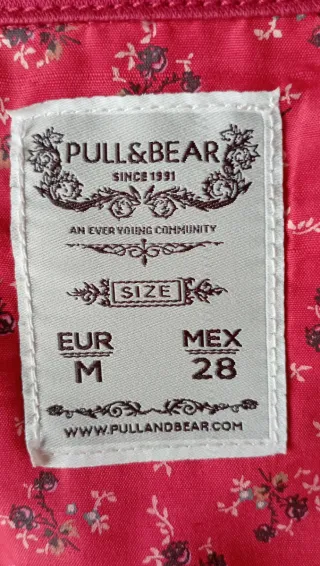 PULL&BEAR
SINCE 1991
AN EVER YOUNG COMMUNITY
SIZE
EUR MEX
M 28
WWW.PULLANDBEAR.COM